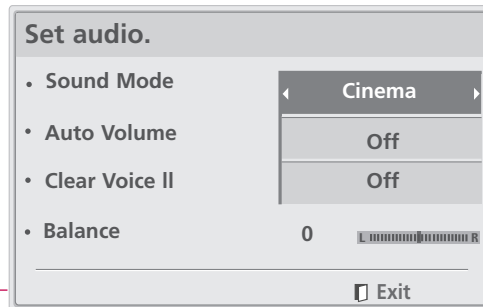 Set audio.
• Sound Mode Cinema
• Auto Volume Off
• Clear Voice ll Off
• Balance 0 L R
Exit